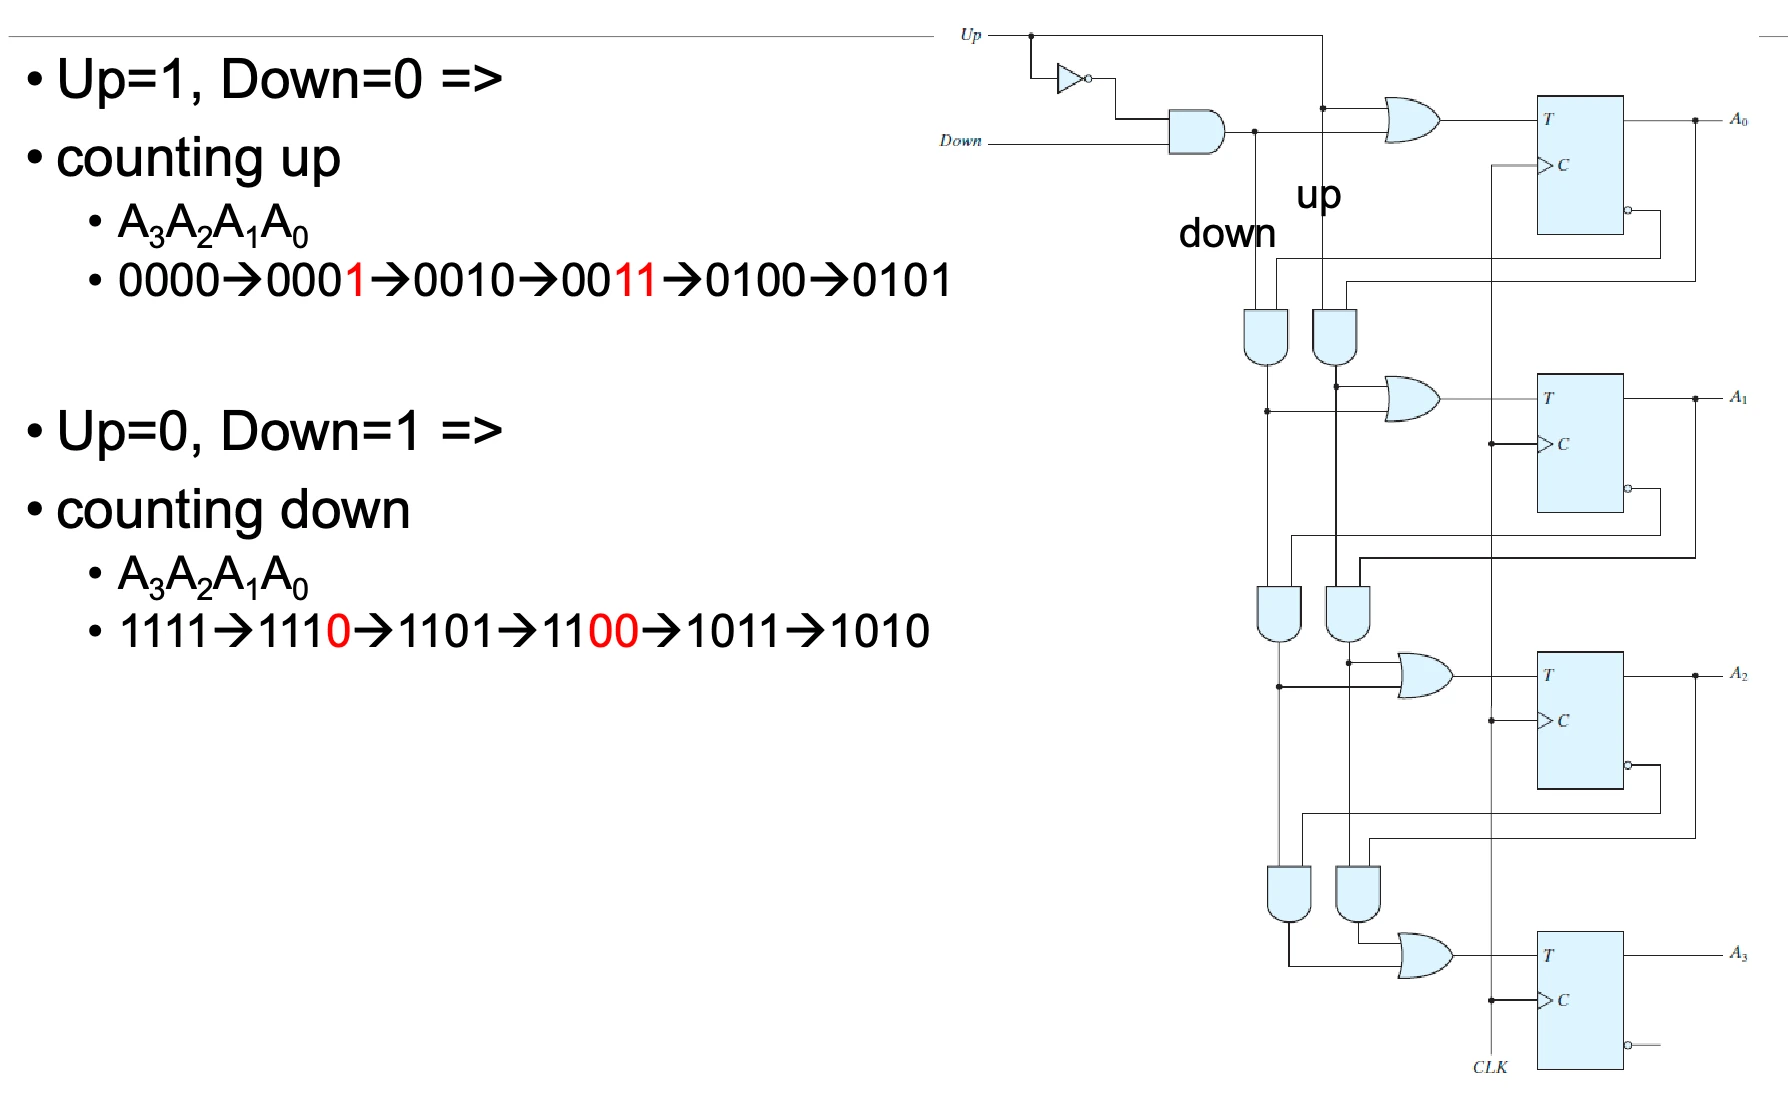 • Up=1, Down=0 =>
• counting up
• A₃A₂A₁A₀
• 0000→0001→0010→0011→0100→0101
• Up=0, Down=1 =>
• counting down
• A₃A₂A₁A₀
• 1111→1110→1101→1100→1011→1010
Up
Down
up
down
T
C
A₀
T
C
A₁
T
C
A₂
T
C
A₃
CLK